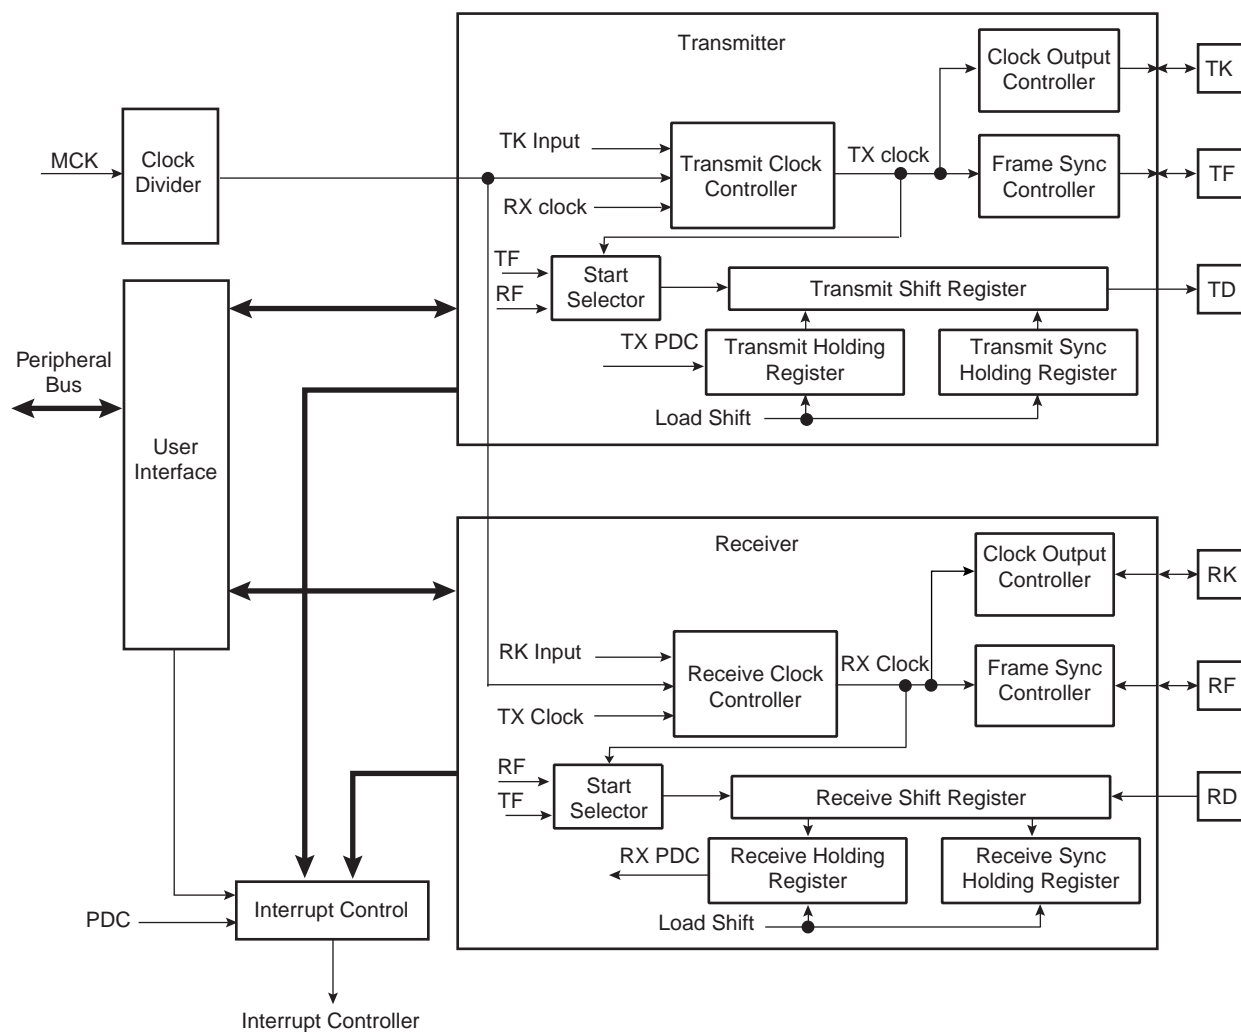 Transmitter
Clock Output
Controller
TK
MCK
Clock
Divider
TK Input
Transmit Clock
Controller
TX clock
Frame Sync
Controller
TF
RX clock
TF
RF
Start
Selector
Transmit Shift Register
TD
TX PDC
Transmit Holding
Register
Transmit Sync
Holding Register
Load Shift
Peripheral
Bus
User
Interface
Receiver
Clock Output
Controller
RK
RK Input
Receive Clock
Controller
RX Clock
Frame Sync
Controller
RF
TX Clock
RF
TF
Start
Selector
Receive Shift Register
RD
RX PDC
Receive Holding
Register
Receive Sync
Holding Register
Load Shift
PDC
Interrupt Control
Interrupt Controller